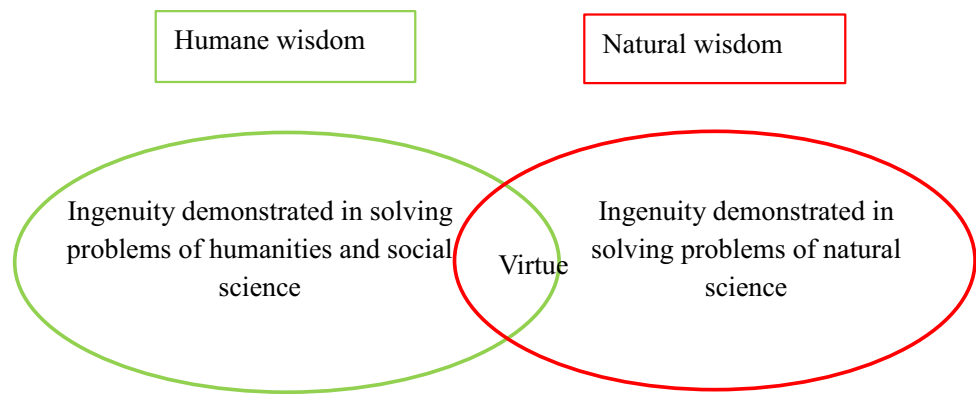 Humane wisdom
Natural wisdom
Ingenuity demonstrated in solving
problems of humanities and social
science
Virtue
Ingenuity demonstrated in
solving problems of natural
science